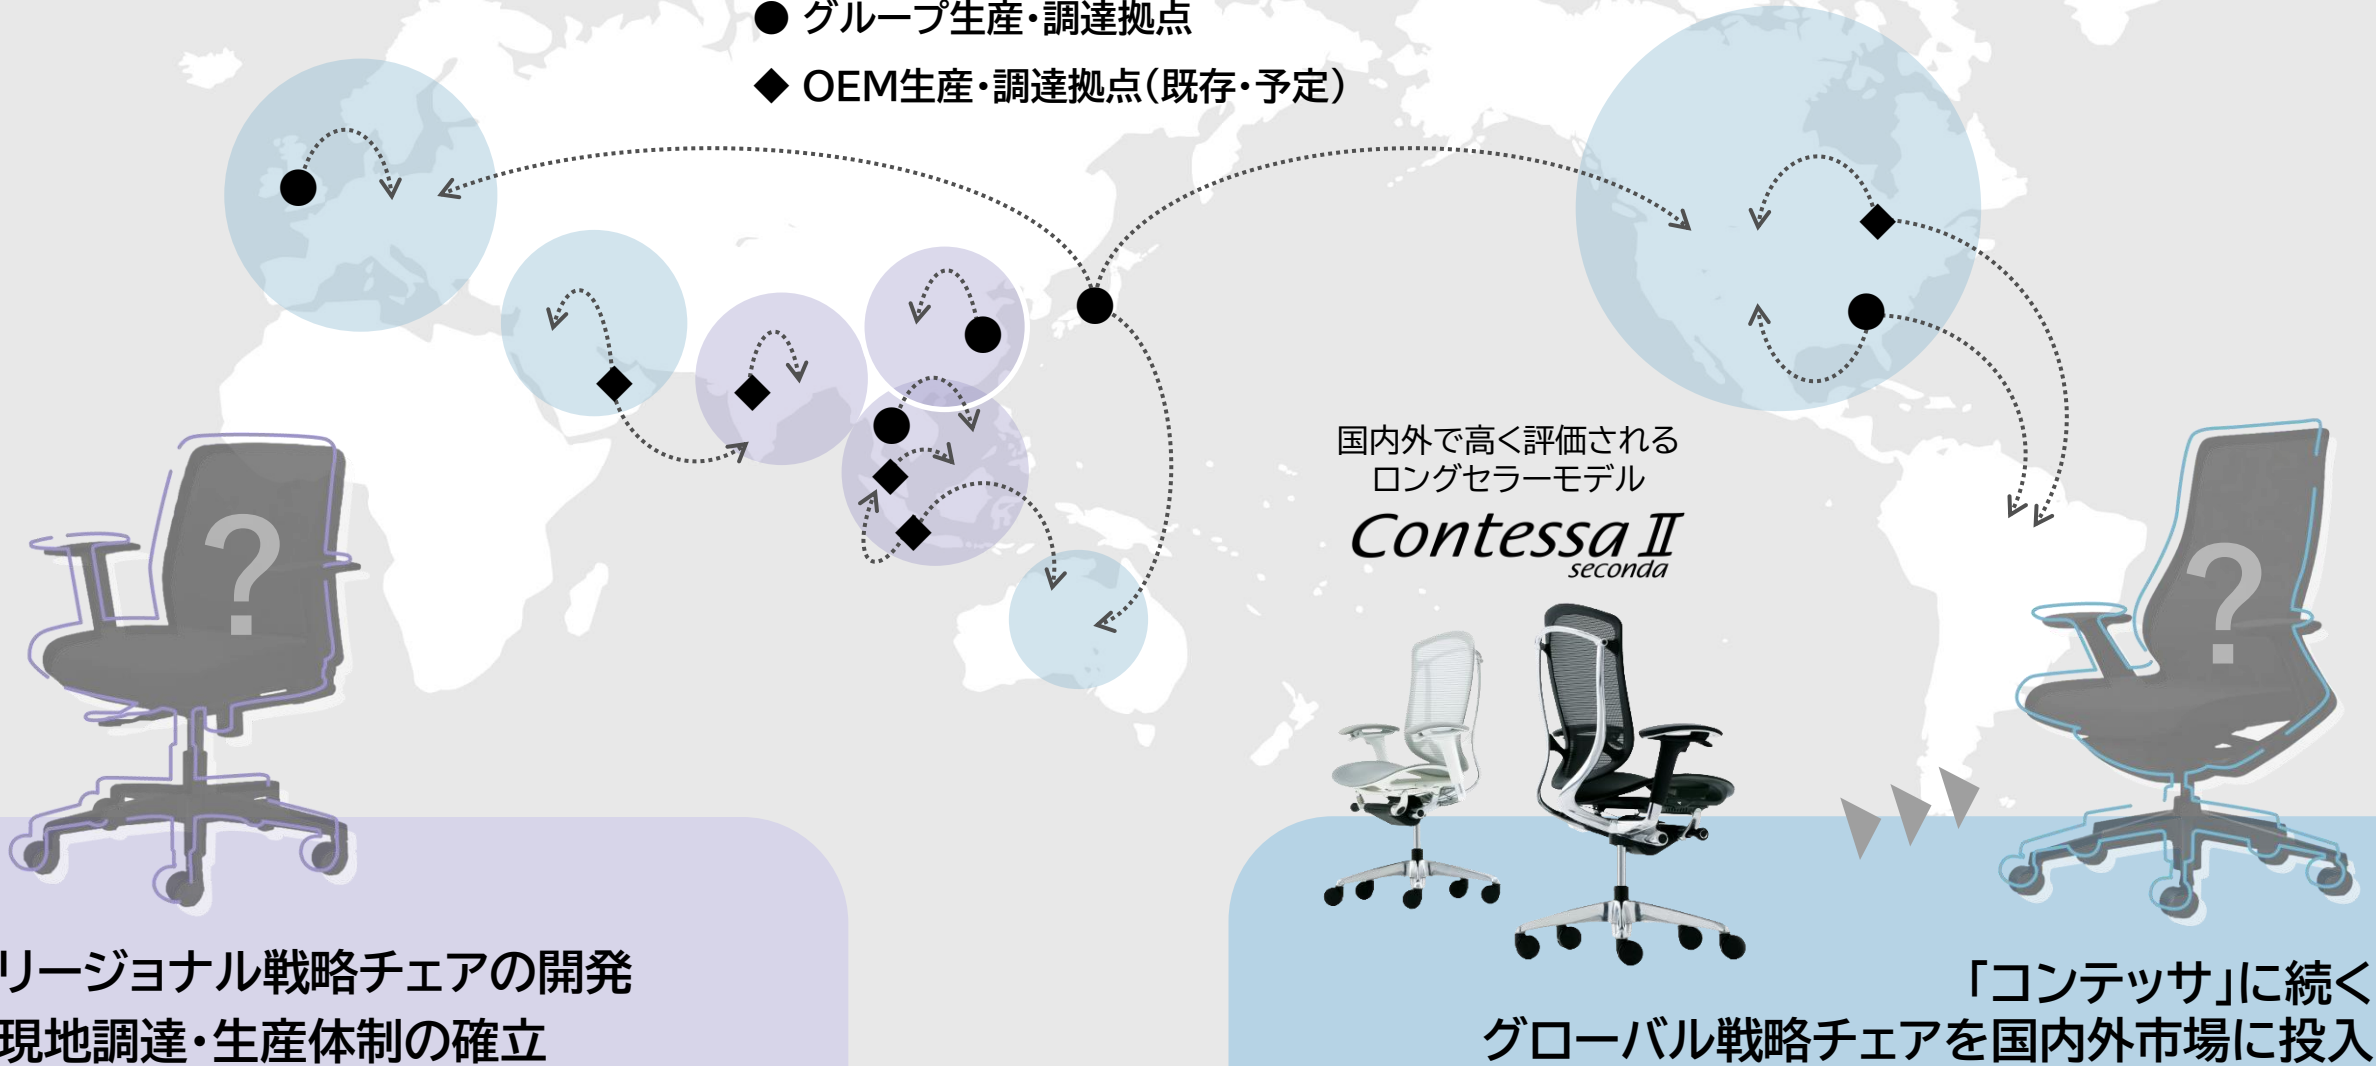 ● グループ生産・調達拠点
◆ OEM生産・調達拠点(既存・予定)
国内外で高く評価される
ロングセラーモデル
Contessa II
seconda
?
?
リージョナル戦略チェアの開発
現地調達・生産体制の確立
「コンテッサ」に続く
グローバル戦略チェアを国内外市場に投入